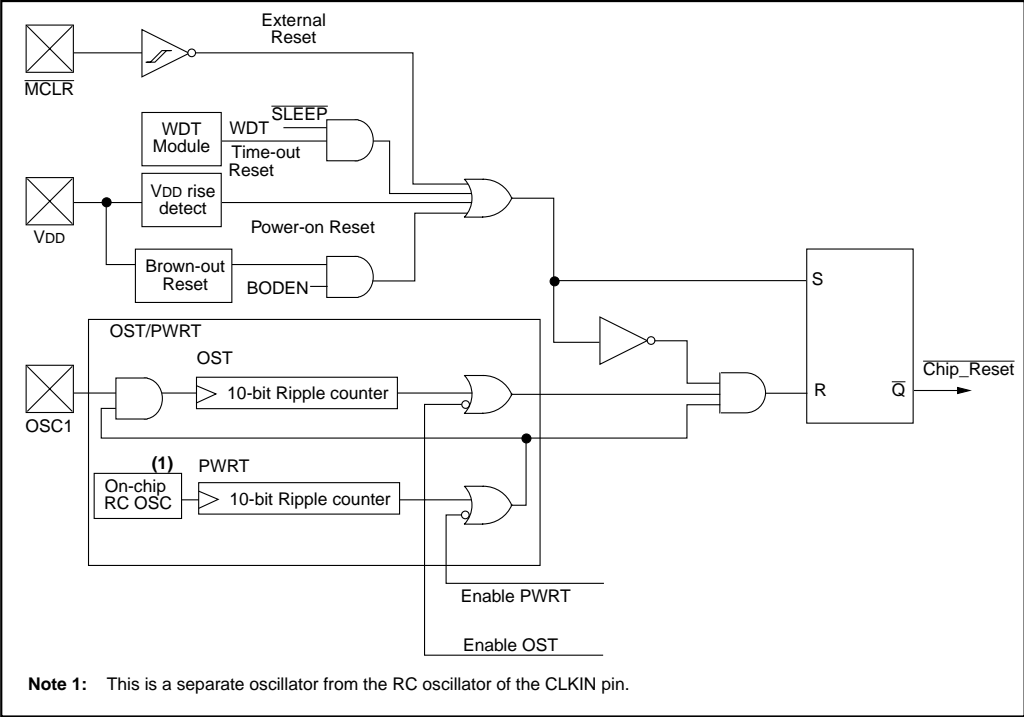 External
Reset
MCLR
SLEEP
WDT
Module
WDT
Time-out
Reset
VDD rise
detect
VDD
Power-on Reset
Brown-out
Reset
BODEN
OST/PWRT
OST
10-bit Ripple counter
OSC1
(1)
PWRT
On-chip
RC OSC
10-bit Ripple counter
S
R
Q
Chip_Reset
Enable PWRT
Enable OST
Note 1: This is a separate oscillator from the RC oscillator of the CLKIN pin.